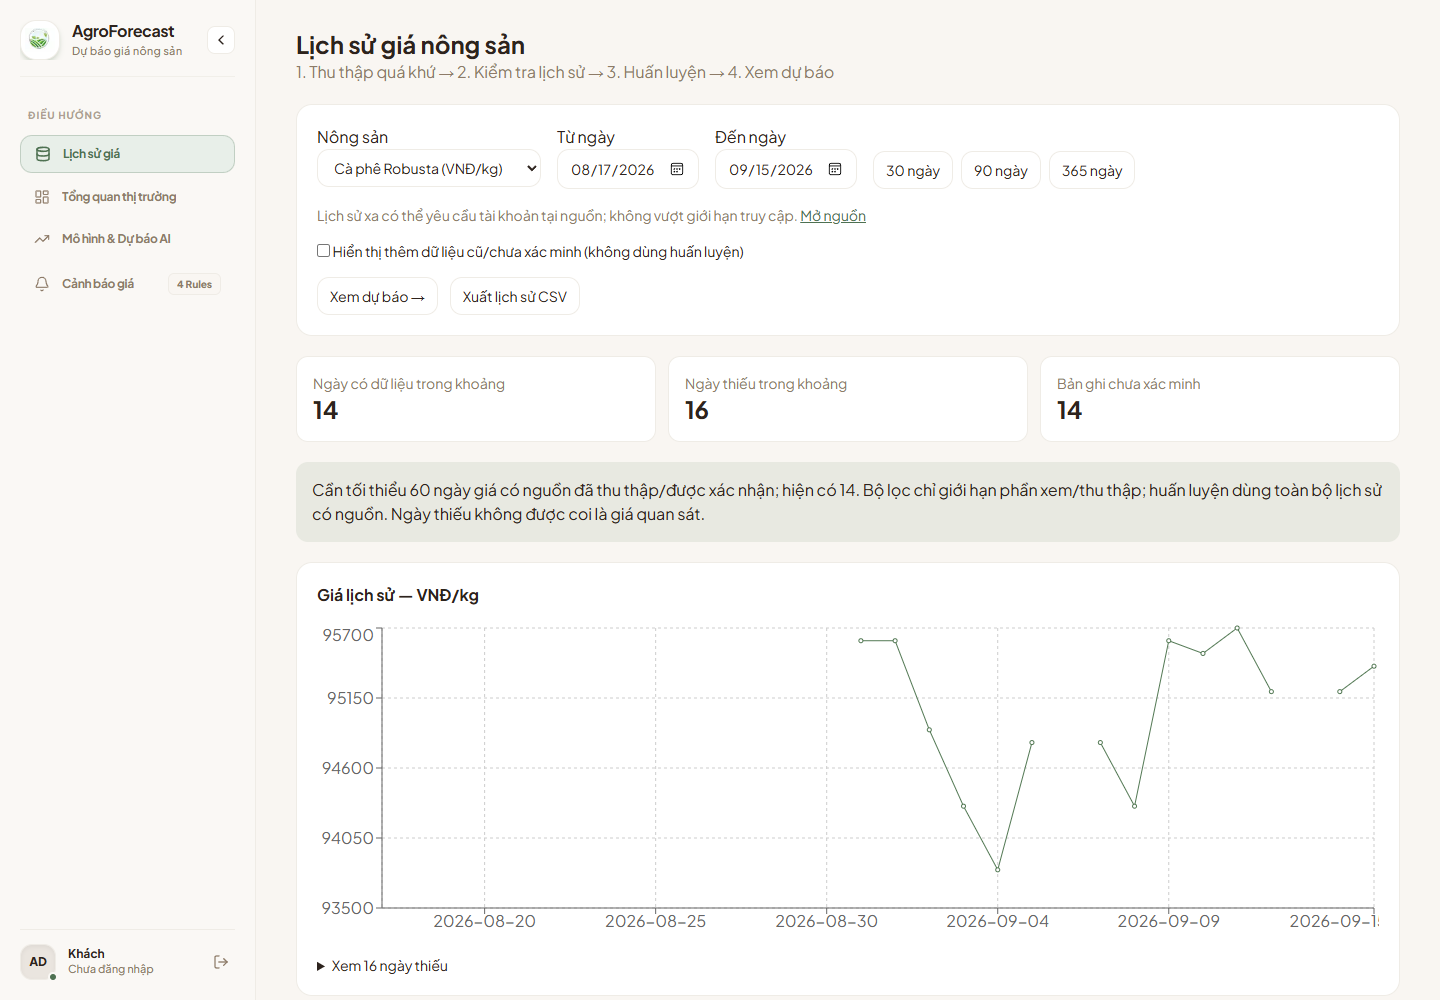 AgroForecast
Dự báo giá nông sản
ĐIỀU HƯỚNG
Lịch sử giá
Tổng quan thị trường
Mô hình & Dự báo AI
Cảnh báo giá
4 Rules
AD
Khách
Chưa đăng nhập
Lịch sử giá nông sản
1. Thu thập quá khứ → 2. Kiểm tra lịch sử → 3. Huấn luyện → 4. Xem dự báo
Nông sản
Từ ngày
Đến ngày
Cà phê Robusta (VNĐ/kg)
08/17/2026
09/15/2026
30 ngày
90 ngày
365 ngày
Lịch sử xa có thể yêu cầu tài khoản tại nguồn; không vượt giới hạn truy cập. Mở nguồn
Hiển thị thêm dữ liệu cũ/chưa xác minh (không dùng huấn luyện)
Xem dự báo →
Xuất lịch sử CSV
Ngày có dữ liệu trong khoảng
14
Ngày thiếu trong khoảng
16
Bản ghi chưa xác minh
14
Cần tối thiểu 60 ngày giá có nguồn đã thu thập/được xác nhận; hiện có 14. Bộ lọc chỉ giới hạn phần xem/thu thập; huấn luyện dùng toàn bộ lịch sử
có nguồn. Ngày thiếu không được coi là giá quan sát.
Giá lịch sử — VNĐ/kg
95700
95150
94600
94050
93500
2026-08-20
2026-08-25
2026-08-30
2026-09-04
2026-09-09
2026-09-1
Xem 16 ngày thiếu